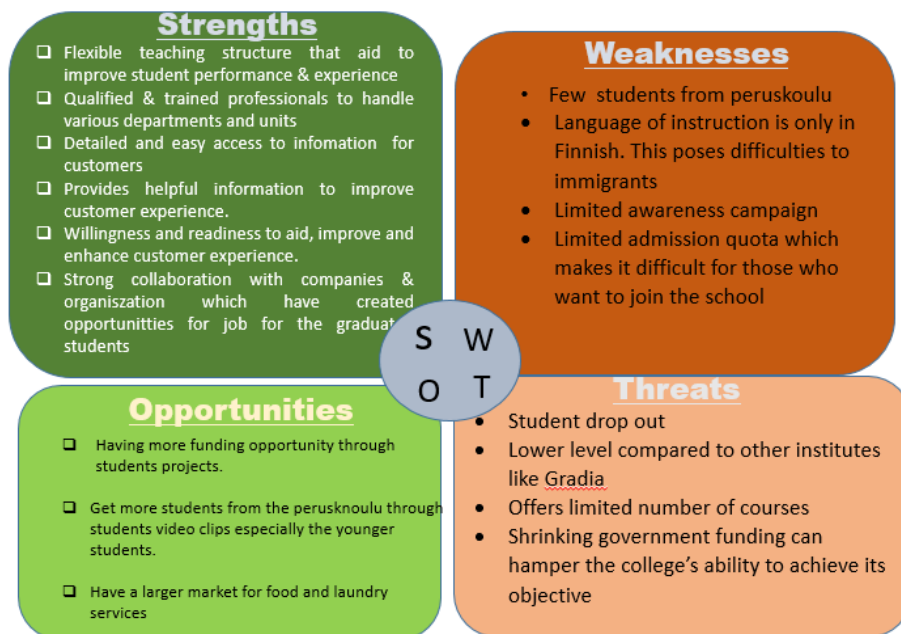 Strengths
❑ Flexible teaching structure that aid to
improve student performance & experience
❑ Qualified & trained professionals to handle
various departments and units
❑ Detailed and easy access to infomation for
customers
❑ Provides helpful information to improve
customer experience.
❑ Willingness and readiness to aid, improve and
enhance customer experience.
❑ Strong collaboration with companies &
organiszation which have created
opportunitties for job for the graduate
students
Weaknesses
• Few students from peruskoulu
• Language of instruction is only in
Finnish. This poses difficulties to
immigrants
• Limited awareness campaign
• Limited admission quota which
makes it difficult for those who
want to join the school
S W
O T
Opportunities
❑ Having more funding opportunity through
students projects.
❑ Get more students from the perusknoulu through
students video clips especially the younger
students.
❑ Have a larger market for food and laundry
services
Threats
• Student drop out
• Lower level compared to other institutes
like Gradia
• Offers limited number of courses
• Shrinking government funding can
hamper the college's ability to achieve its
objective